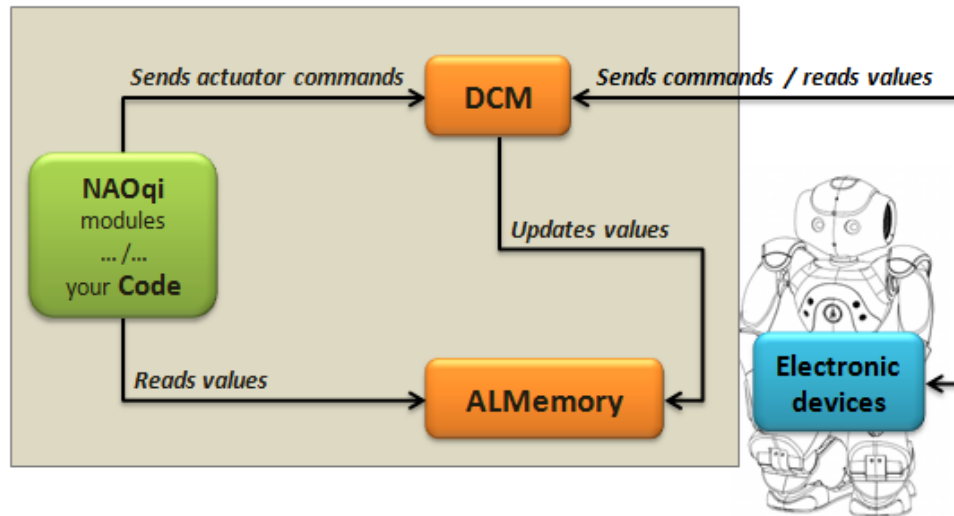 Sends actuator commands
DCM
Sends commands / reads values
NAOqi
modules
... /...
your Code
Updates values
Reads values
ALMemory
Electronic
devices